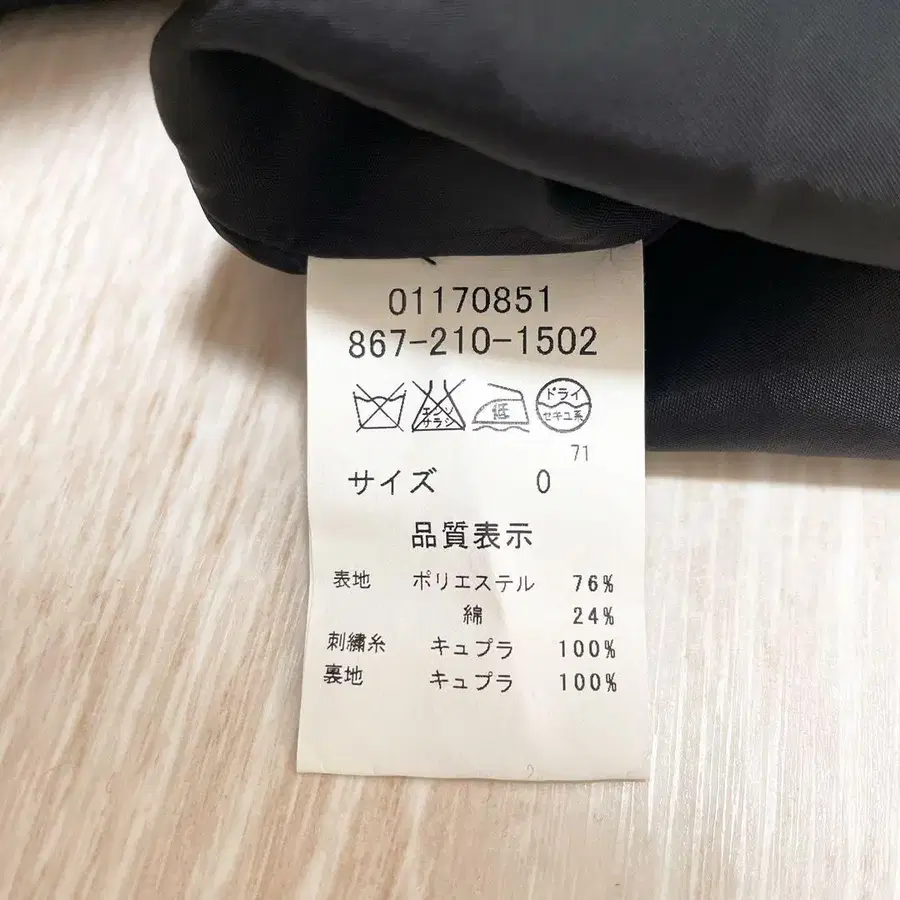 01170851
867-210-1502
エンソ サラシ 低 ドライ セキユ系
71
サイズ 0
品質表示
表地 ポリエステル 76%
綿 24%
刺繍糸 キュプラ 100%
裏地 キュプラ 100%